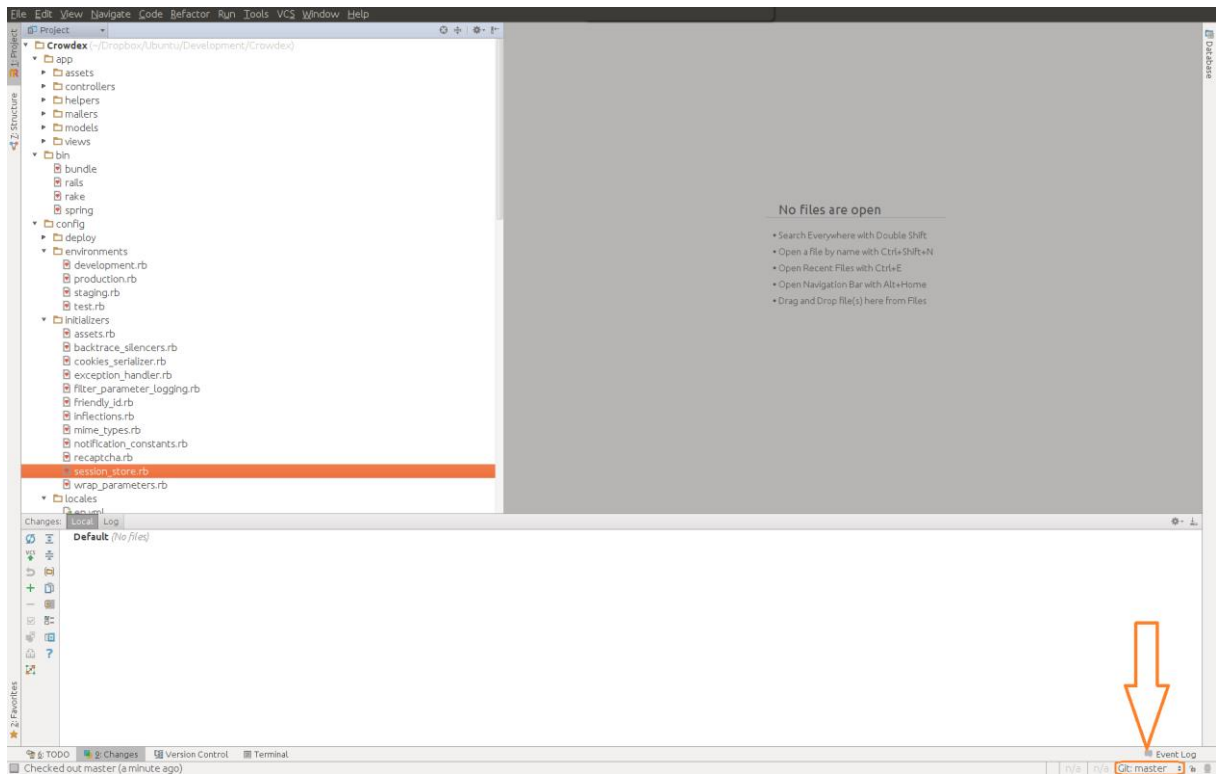 File Edit View Navigate Code Refactor Run Tools VCS Window Help
Project
Crowdex (~/Dropbox/Ubuntu/Development/Crowdex)
app
assets
controllers
helpers
mailers
models
views
bin
bundle
rails
rake
spring
config
deploy
environments
development.rb
production.rb
staging.rb
test.rb
initializers
assets.rb
backtrace_silencers.rb
cookies_serializer.rb
exception_handler.rb
filter_parameter_logging.rb
friendly_id.rb
inflections.rb
mime_types.rb
notification_constants.rb
recaptcha.rb
session_store.rb
wrap_parameters.rb
locales
en.yml
1: Project
7: Structure
2: Favorites
Database
No files are open
• Search Everywhere with Double Shift
• Open a file by name with Ctrl+Shift+N
• Open Recent Files with Ctrl+E
• Open Navigation Bar with Alt+Home
• Drag and Drop file(s) here from Files
Changes: Local Log
Default (No files)
VCS
6: TODO 9: Changes Version Control Terminal Event Log
Checked out master (a minute ago) n/a n/a Git: master